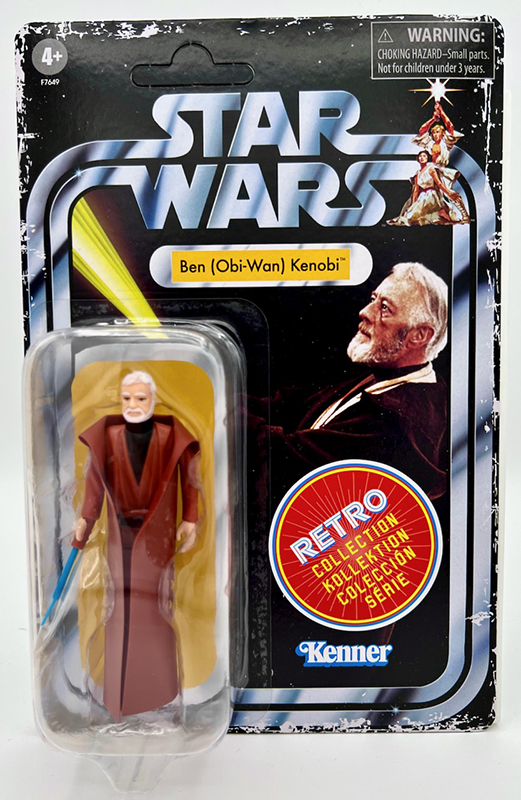 4+
F7649
⚠ WARNING:
CHOKING HAZARD–Small parts.
Not for children under 3 years.
STAR
WARS
Ben (Obi-Wan) Kenobi™
RETRO
COLLECTION
KOLLEKTION
COLECCIÓN
SÉRIE
Kenner